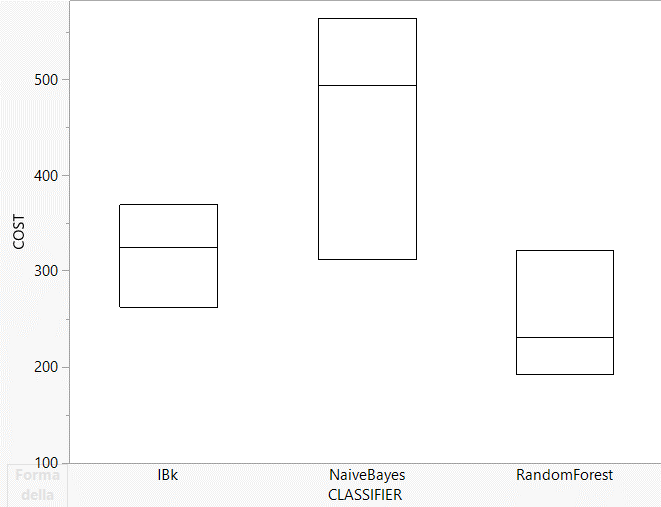 500
400
300
200
100
COST
IBk
NaiveBayes
RandomForest
CLASSIFIER
Forma
della